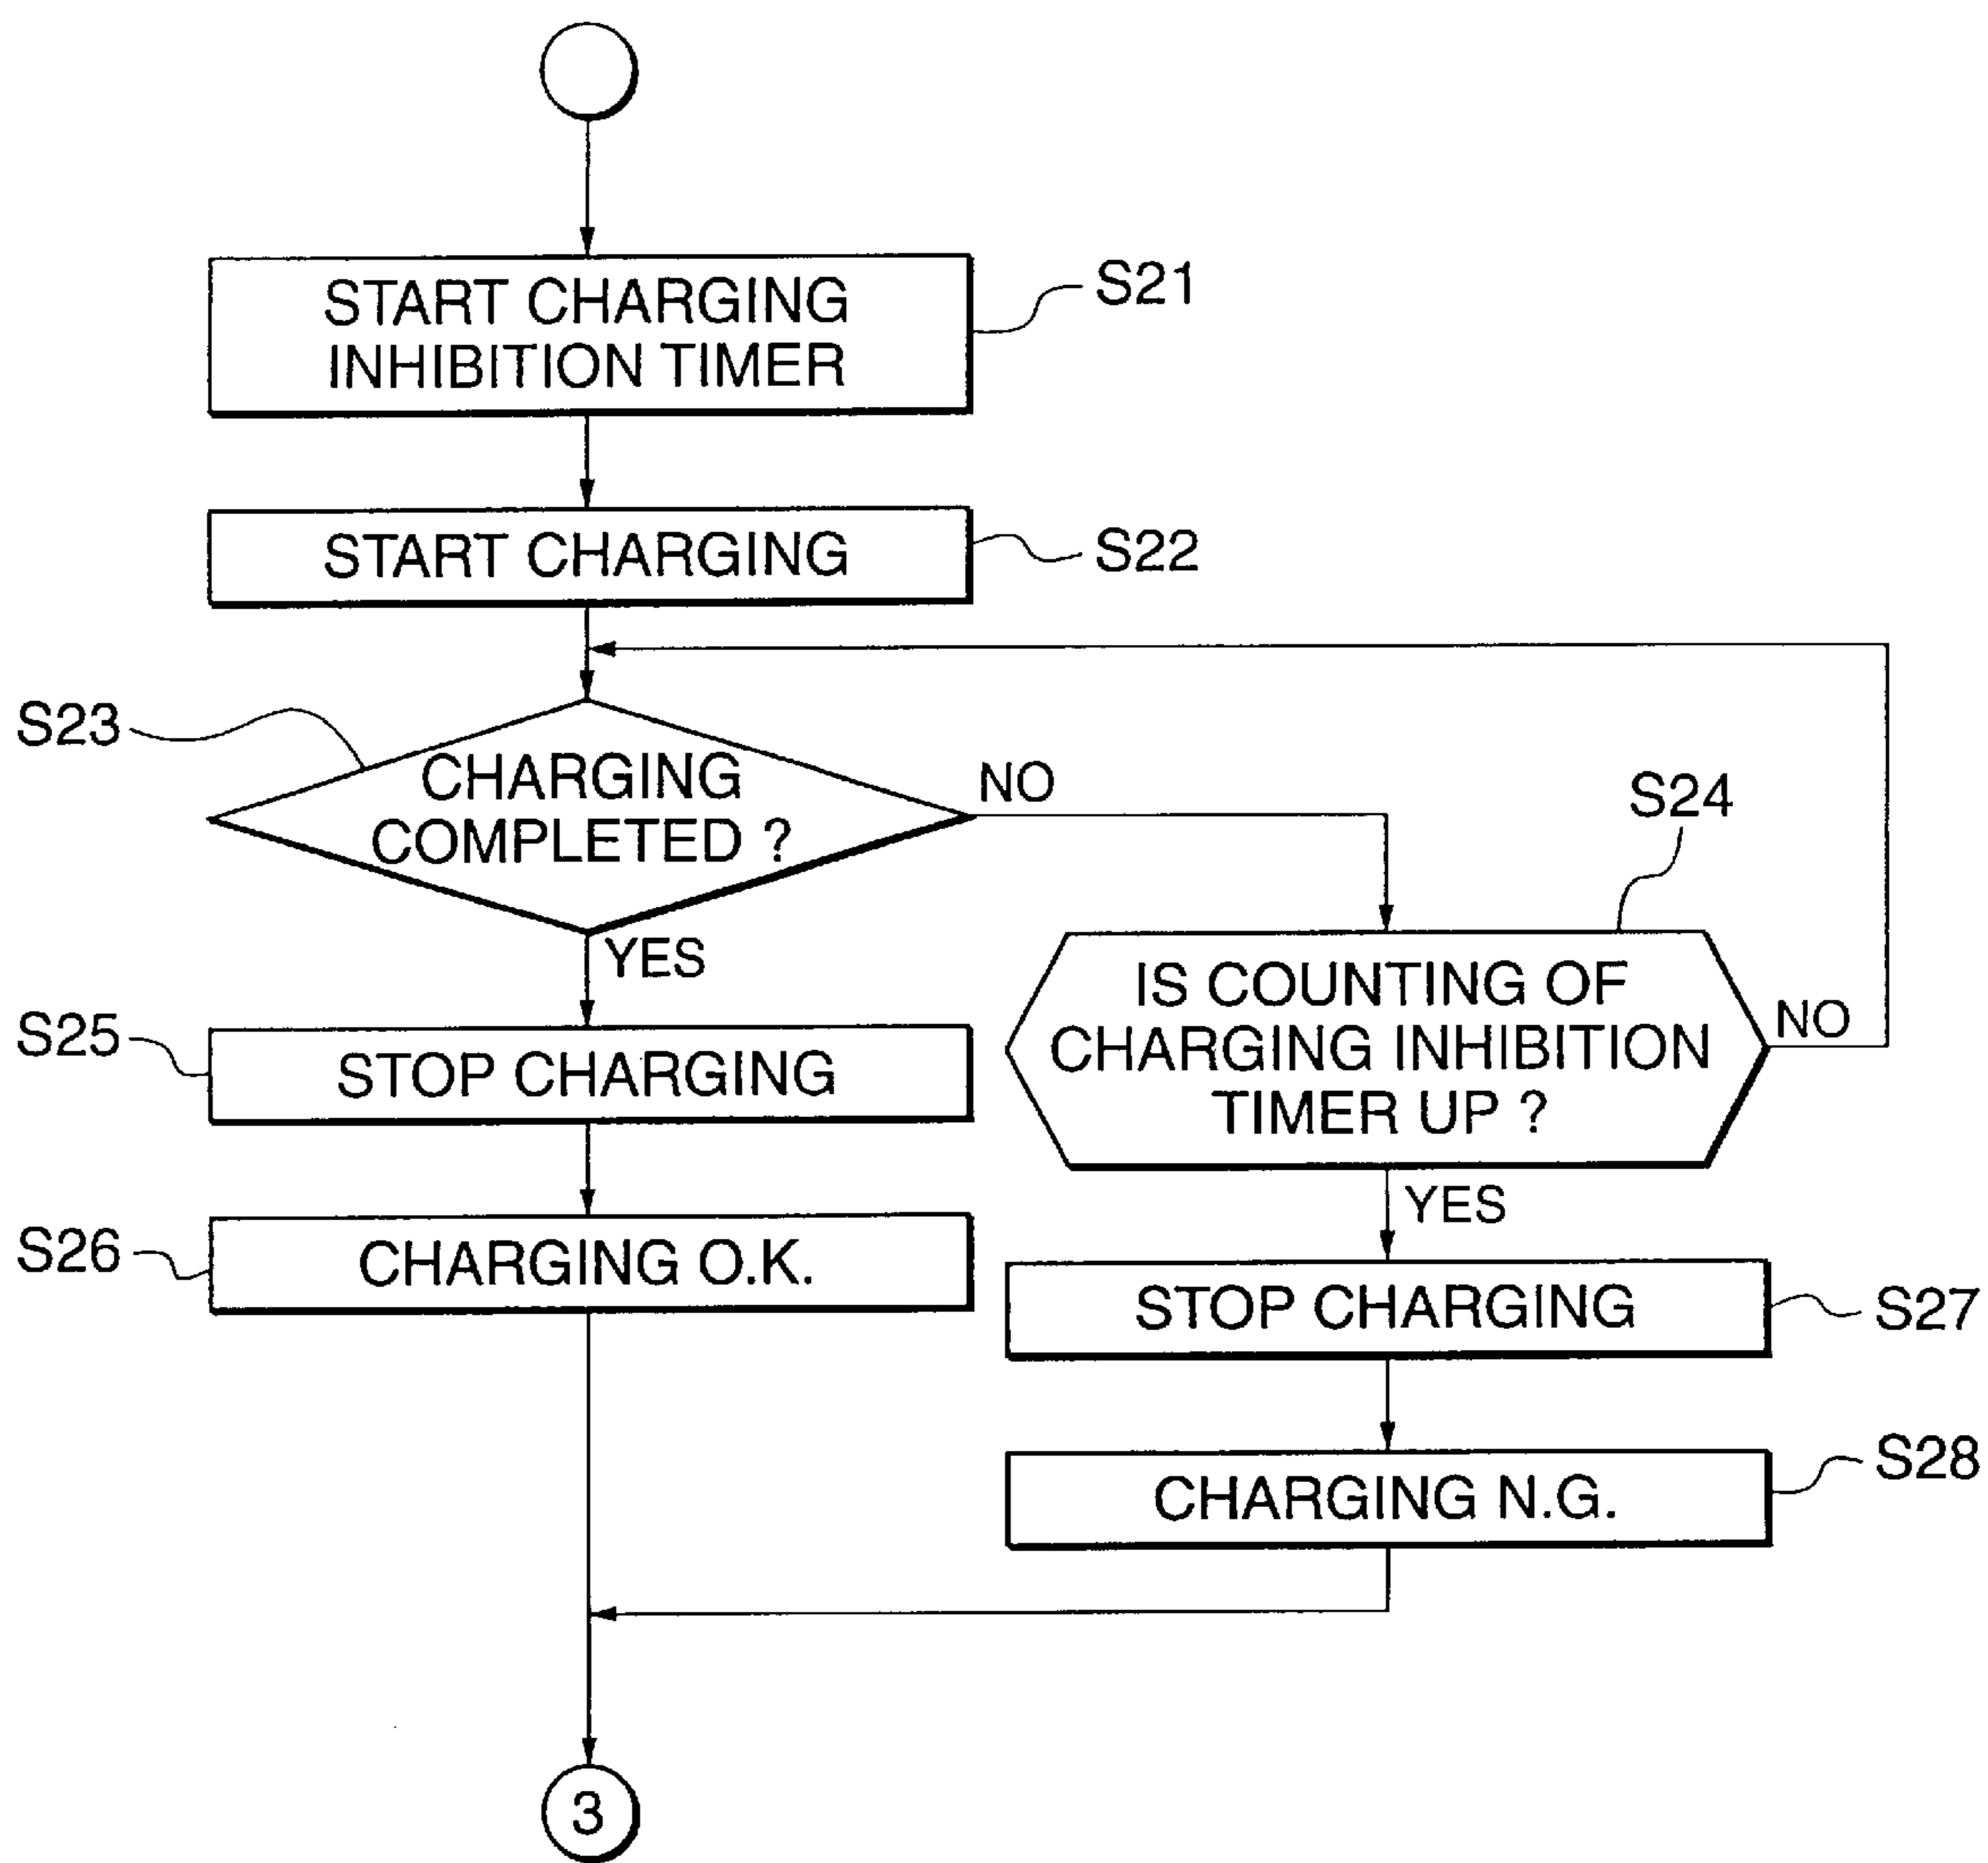 START CHARGING
INHIBITION TIMER
S21
START CHARGING
S22
S23
CHARGING
COMPLETED ?
NO
S24
YES
IS COUNTING OF
CHARGING INHIBITION
TIMER UP ?
NO
S25
STOP CHARGING
YES
S26
CHARGING O.K.
STOP CHARGING
S27
CHARGING N.G.
S28
3